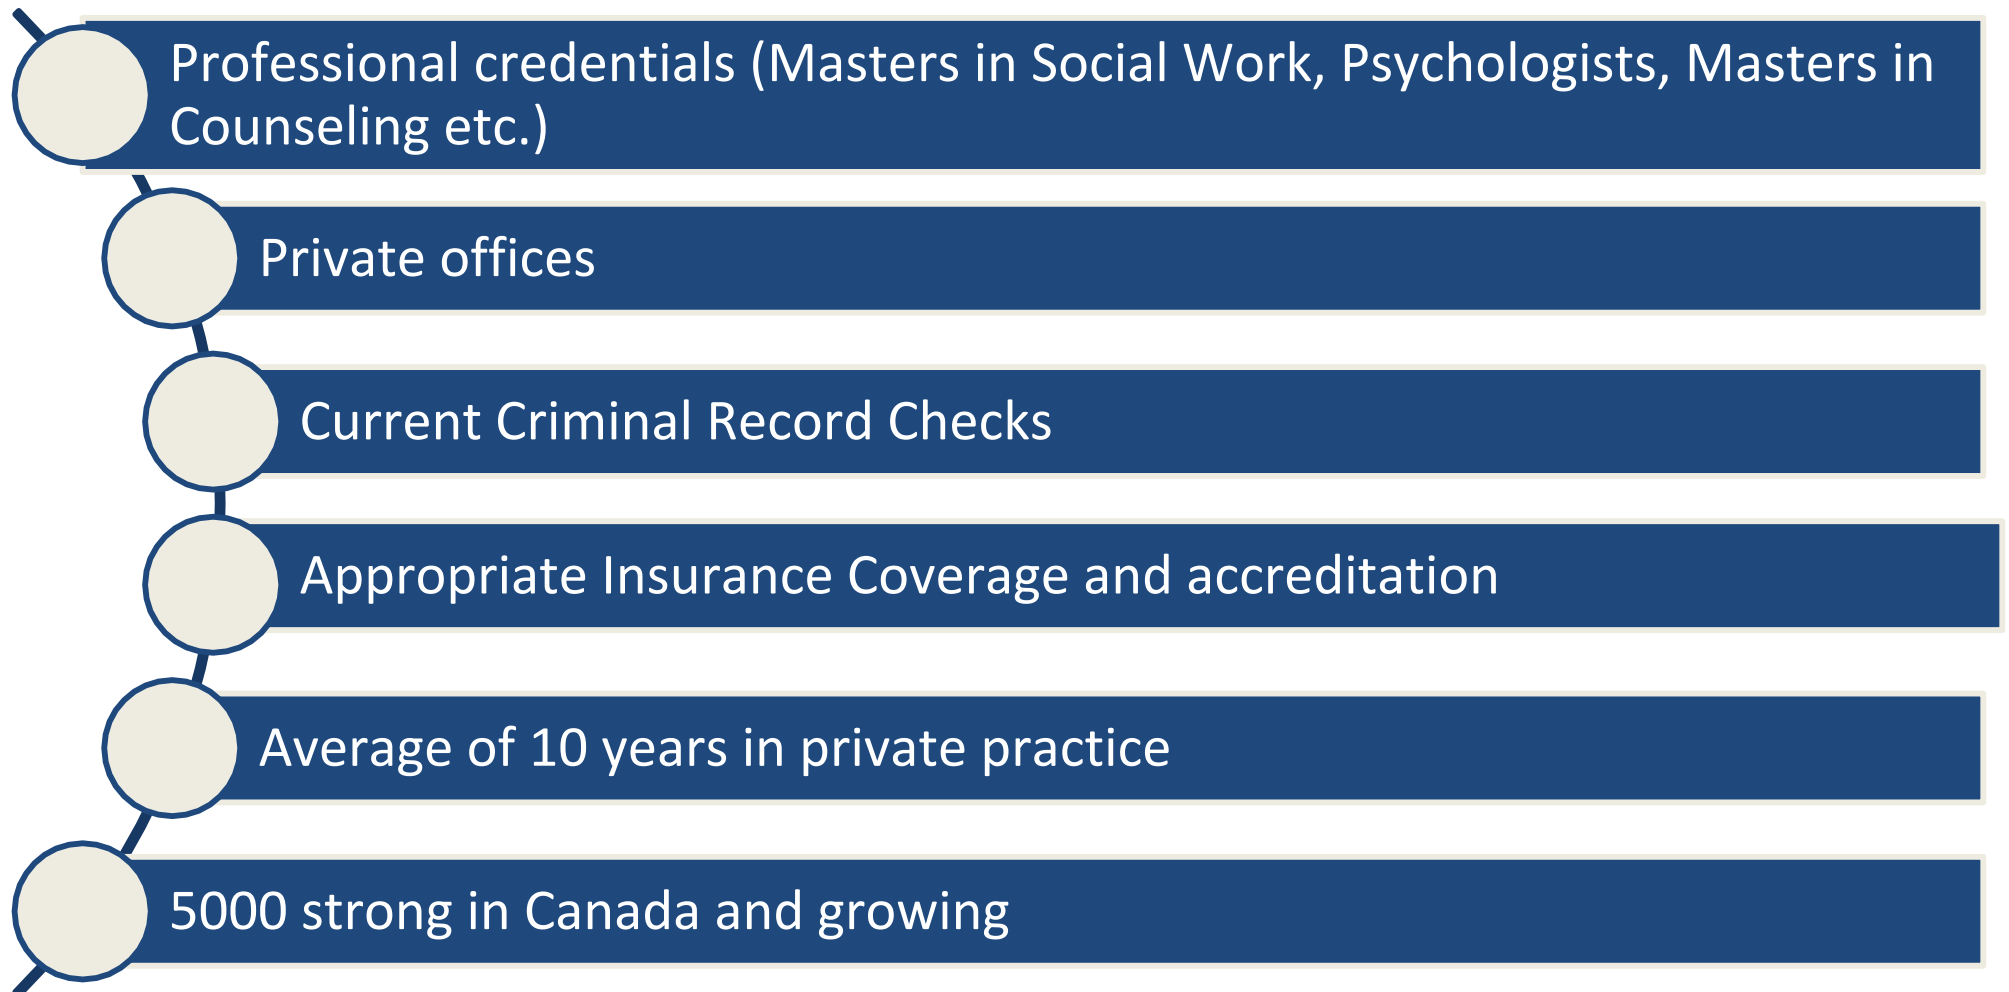 Professional credentials (Masters in Social Work, Psychologists, Masters in
Counseling etc.)
Private offices
Current Criminal Record Checks
Appropriate Insurance Coverage and accreditation
Average of 10 years in private practice
5000 strong in Canada and growing